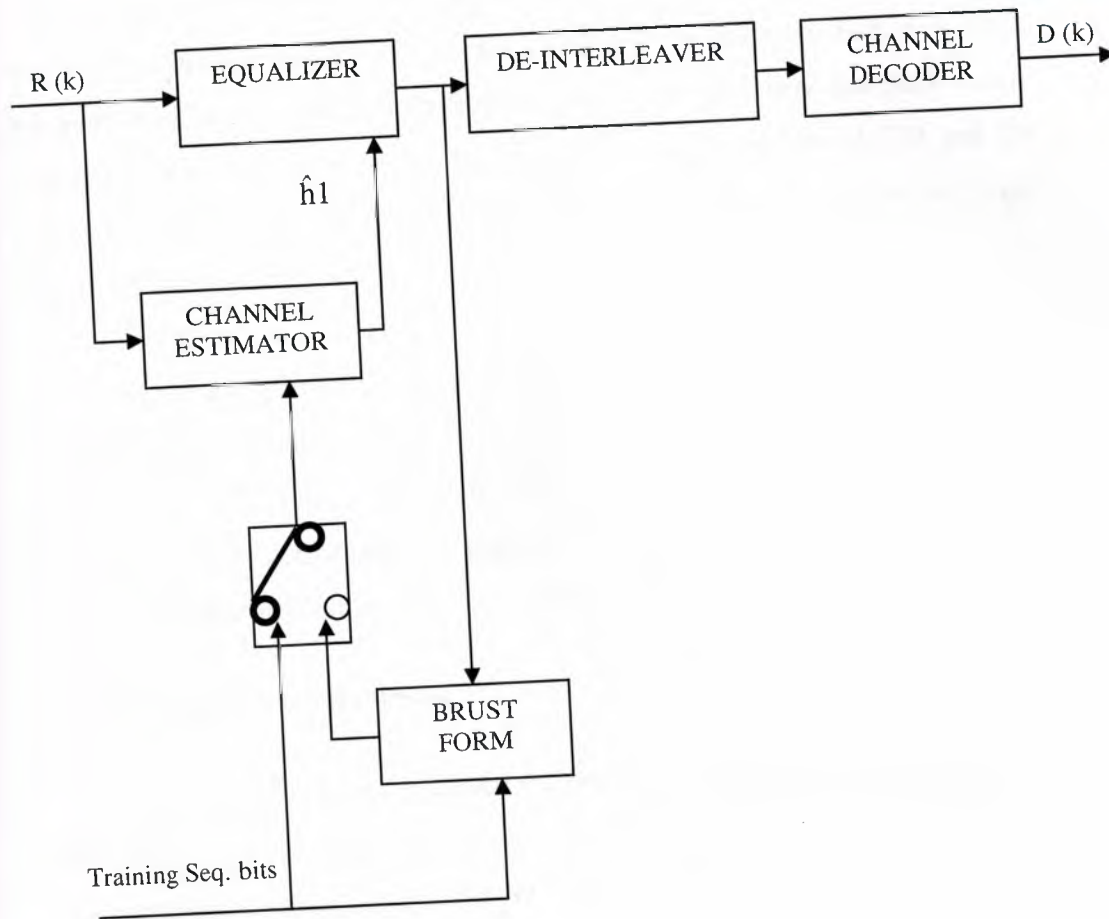 R (k)
EQUALIZER
DE-INTERLEAVER
CHANNEL
DECODER
D (k)
ĥ1
CHANNEL
ESTIMATOR
BRUST
FORM
Training Seq. bits